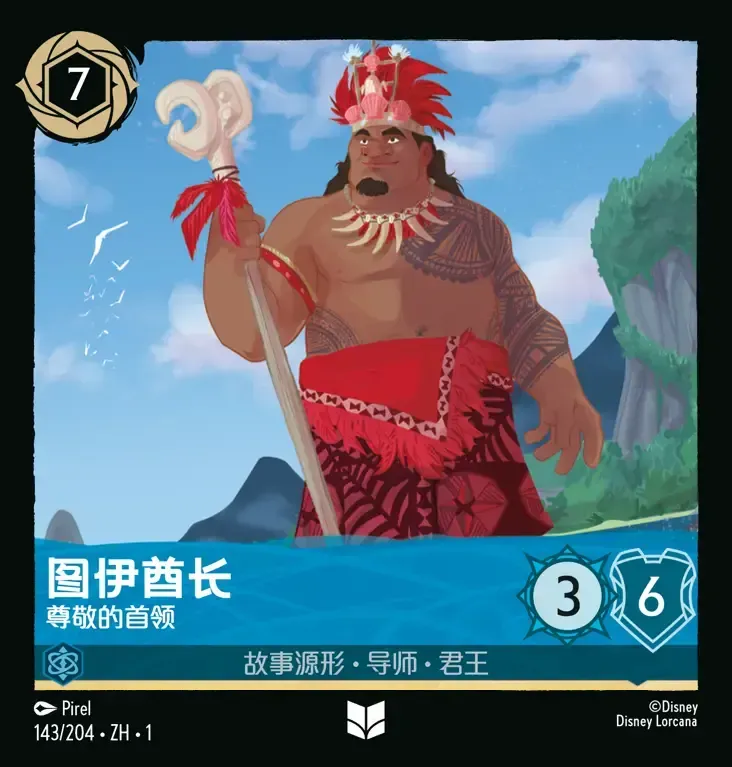 7
图伊酋长
尊敬的首领
3
6
故事源形 • 导师 • 君王
Pirel
143/204 • ZH • 1
©Disney
Disney Lorcana